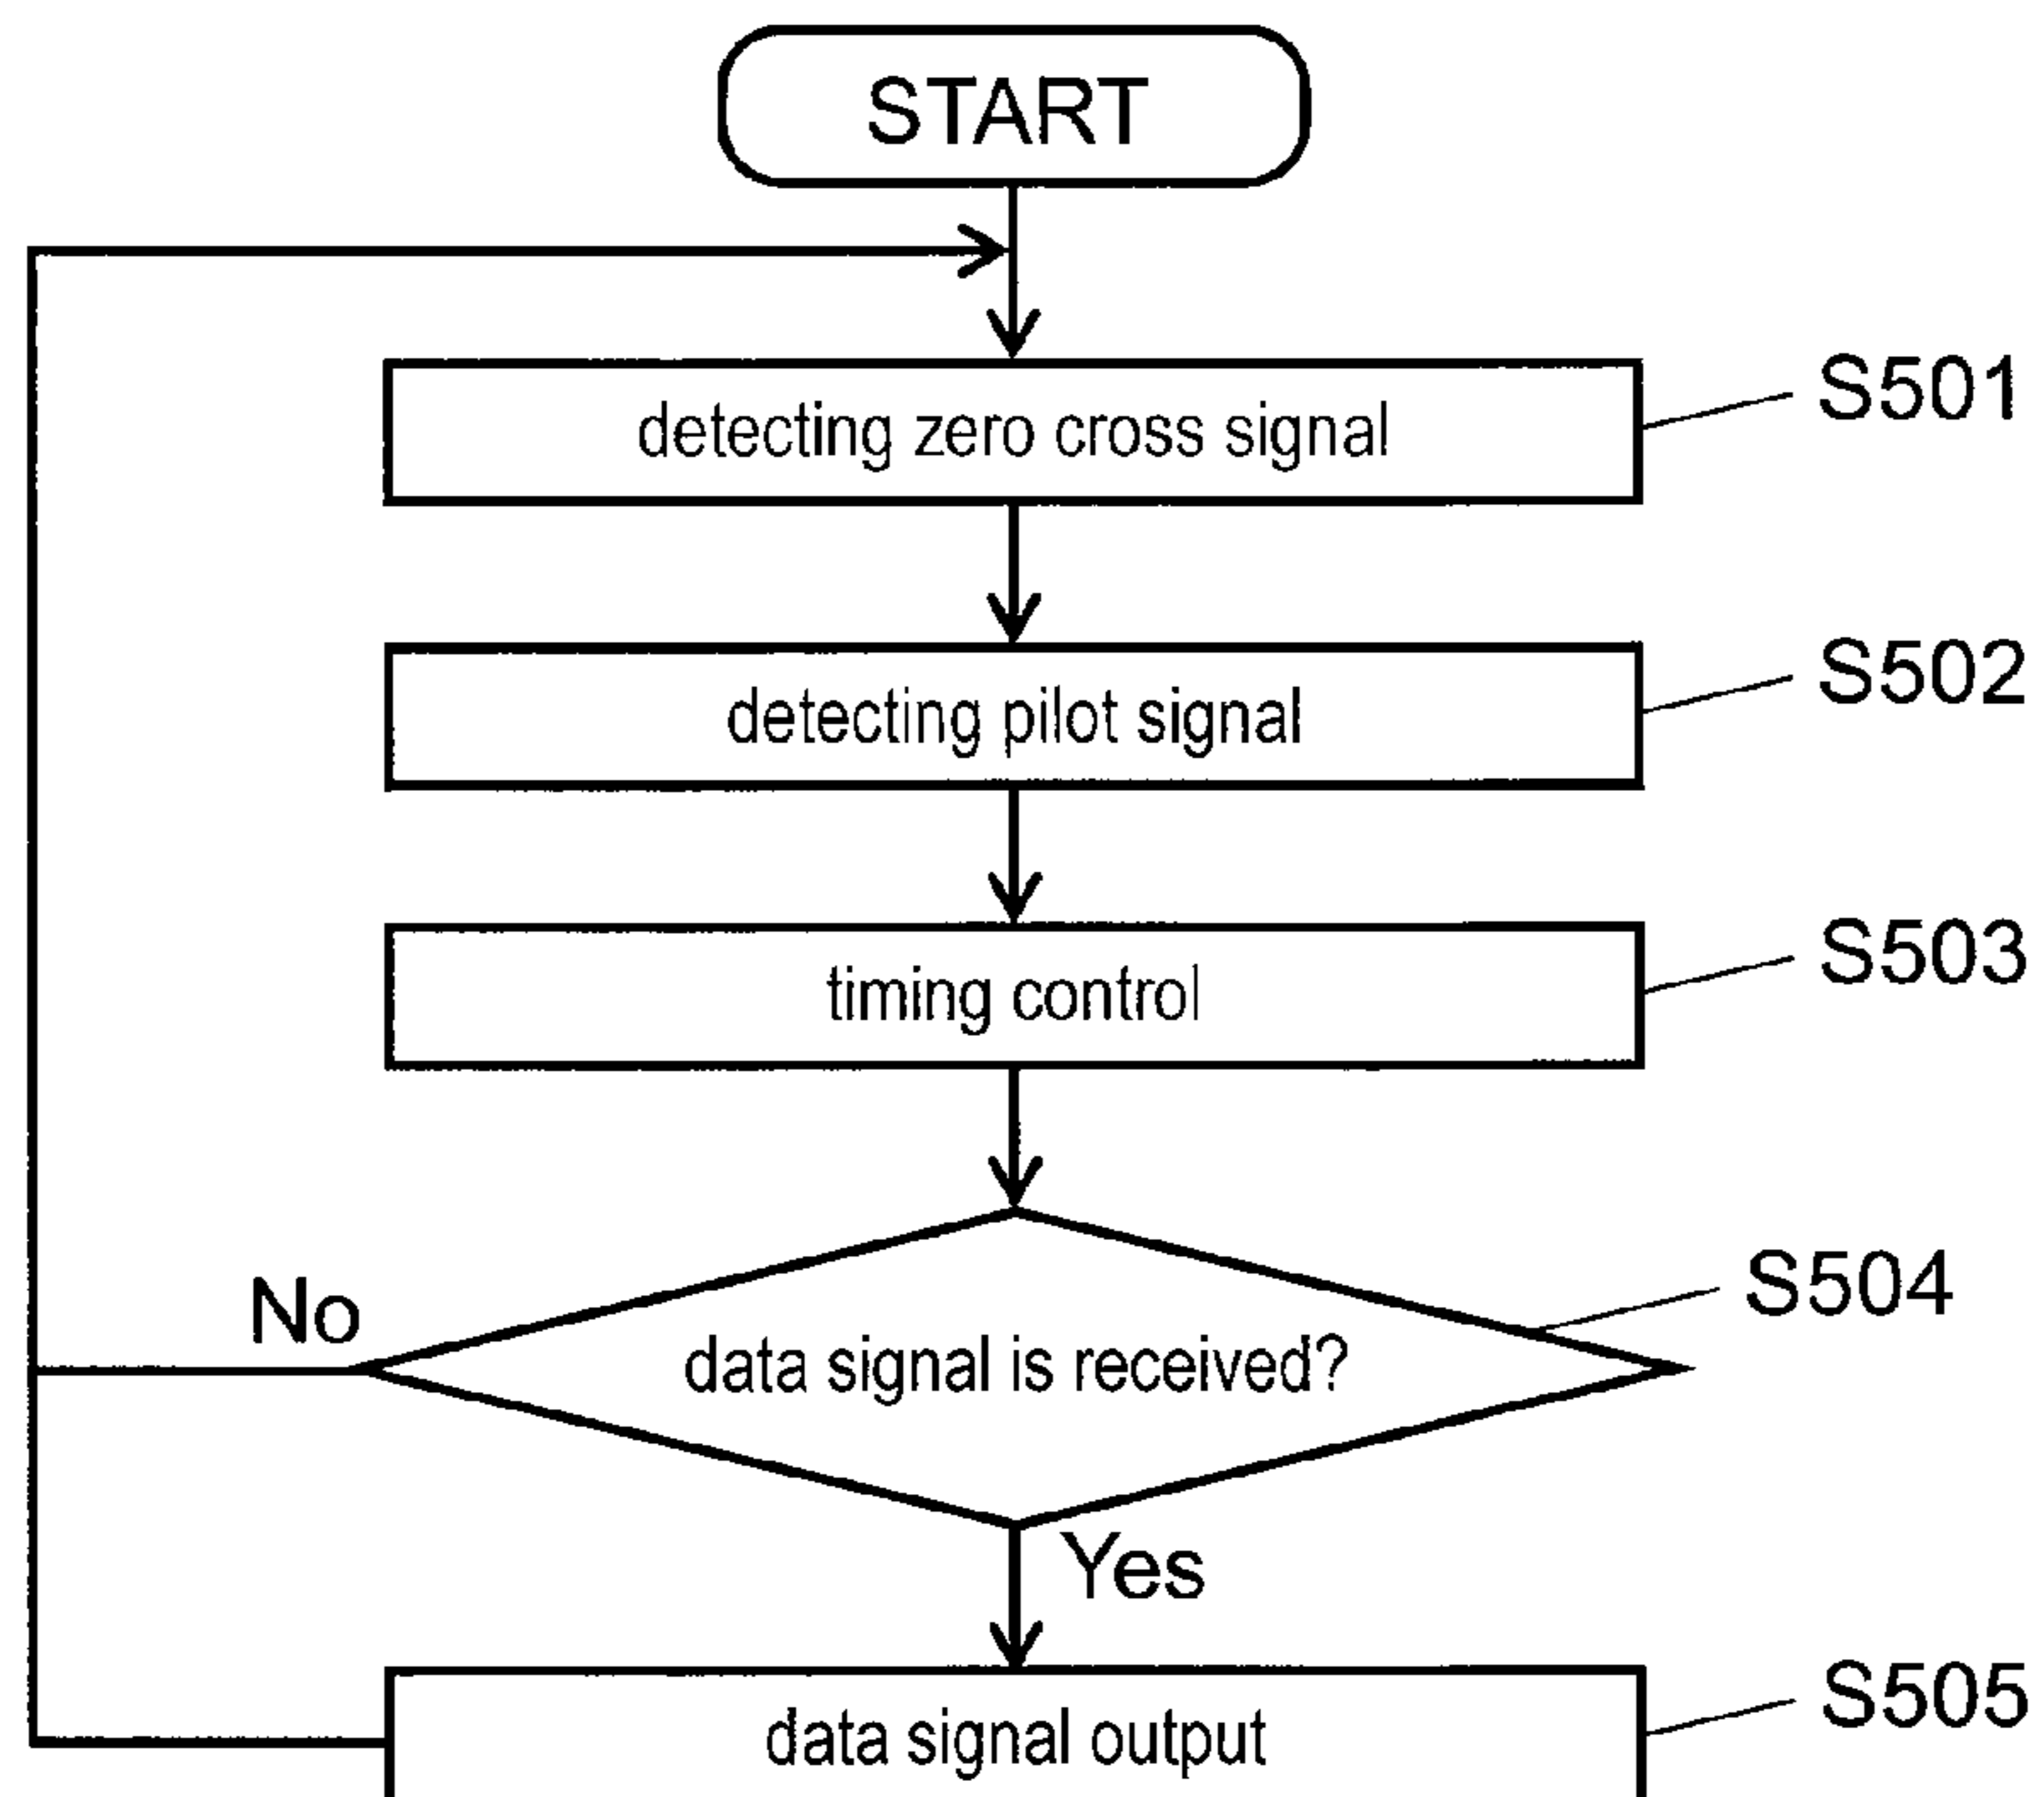 START
detecting zero cross signal
S501
detecting pilot signal
S502
timing control
S503
No
data signal is received?
S504
Yes
data signal output
S505